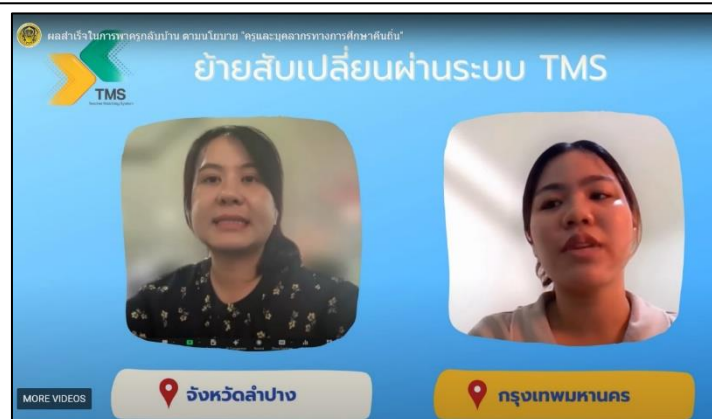 ผลสำเร็จในการพาครูกลับบ้าน ตามนโยบาย "ครูและบุคลากรทางการศึกษาคืนถิ่น"
ย้ายสับเปลี่ยนผ่านระบบ TMS
TMS
MORE VIDEOS
จังหวัดลำปาง
กรุงเทพมหานคร